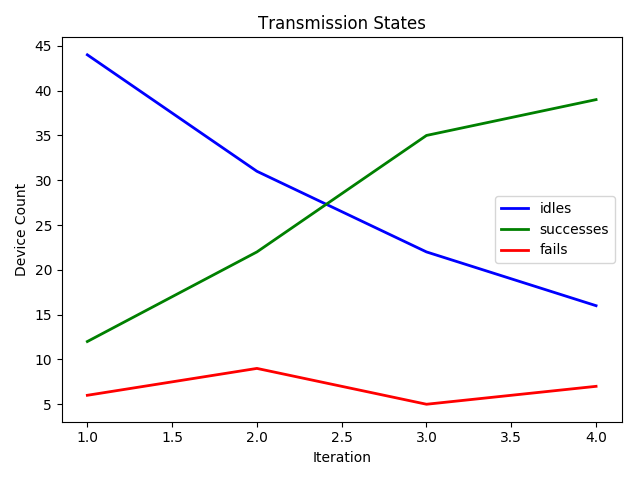 Transmission States
45
40
35
30
25
20
15
10
5
Device Count
idles
successes
fails
1.0 1.5 2.0 2.5 3.0 3.5 4.0
Iteration